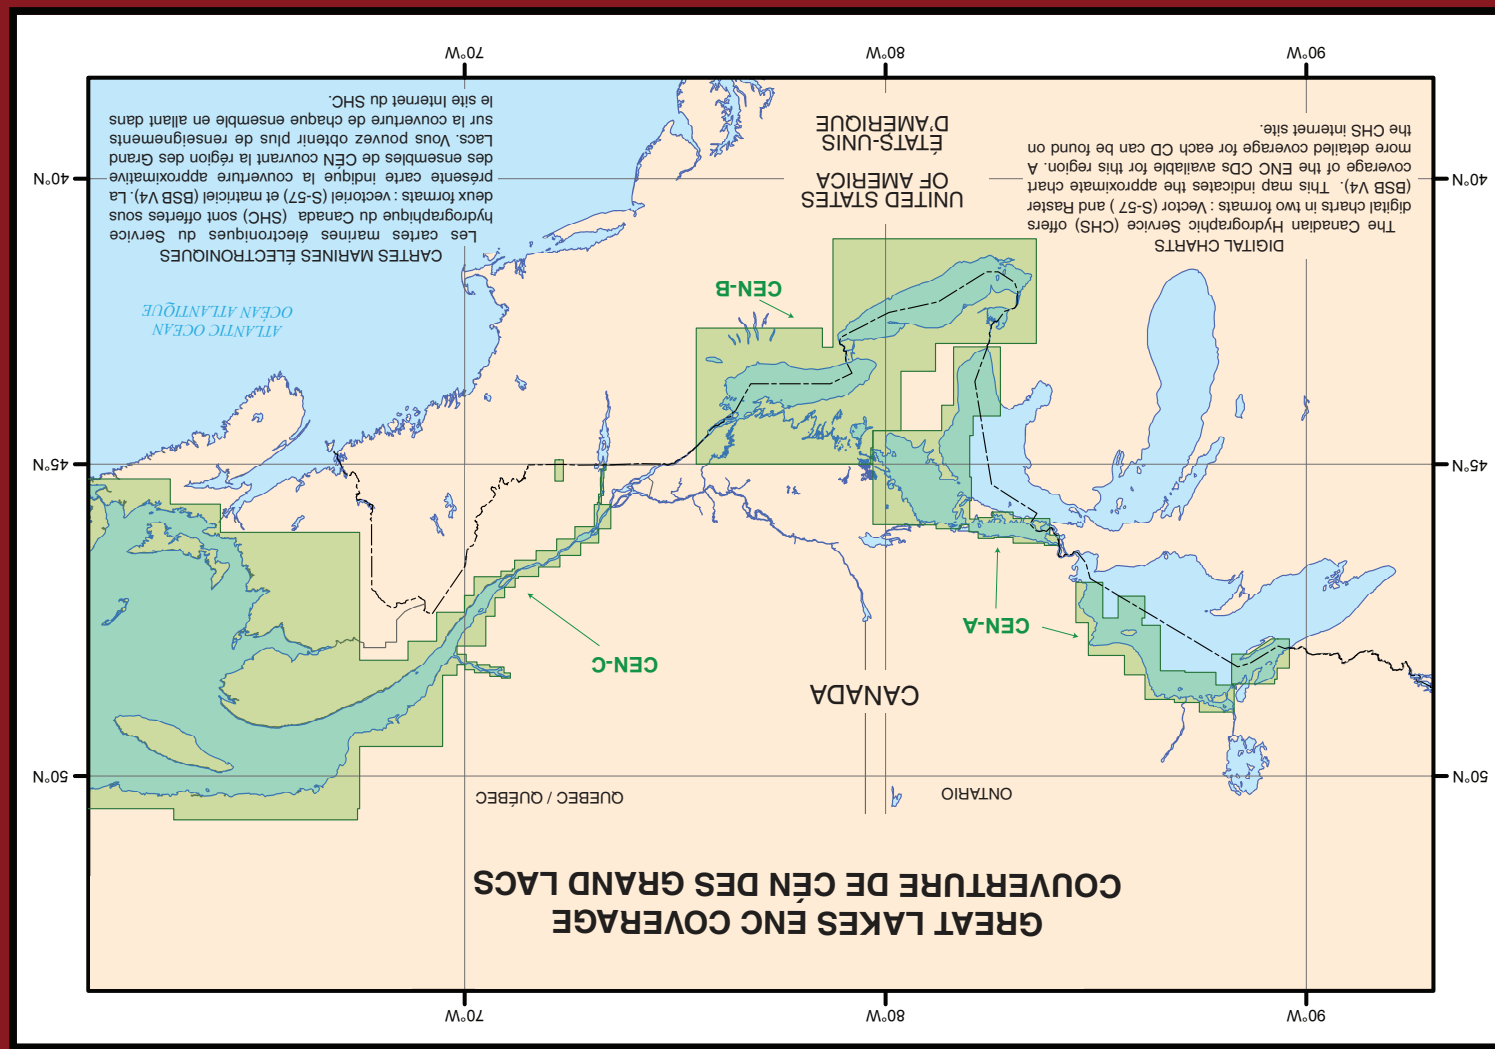 90°W
80°W
70°W
GREAT LAKES ENC COVERAGE
COUVERTURE DE CÉN DES GRAND LACS
ONTARIO
QUEBEC / QUÉBEC
50°N
50°N
CANADA
CEN-A
CEN-C
45°N
45°N
CEN-B
ATLANTIC OCEAN
OCÉAN ATLANTIQUE
DIGITAL CHARTS
The Canadian Hydrographic Service (CHS) offers
digital charts in two formats : Vector (S-57 ) and Raster
(BSB V4). This map indicates the approximate chart
coverage of the ENC CDs available for this region. A
more detailed coverage for each CD can be found on
the CHS internet site.
UNITED STATES
OF AMERICA
ÉTATS-UNIS
D'AMERIQUE
CARTES MARINES ÉLECTRONIQUES
Les cartes marines électroniques du Service
hydrographique du Canada (SHC) sont offertes sous
deux formats : vectoriel (S-57) et matriciel (BSB V4). La
présente carte indique la couverture approximative
des ensembles de CÉN couvrant la région des Grand
Lacs. Vous pouvez obtenir plus de renseignements
sur la couverture de chaque ensemble en allant dans
le site Internet du SHC.
40°N
40°N
90°W
80°W
70°W